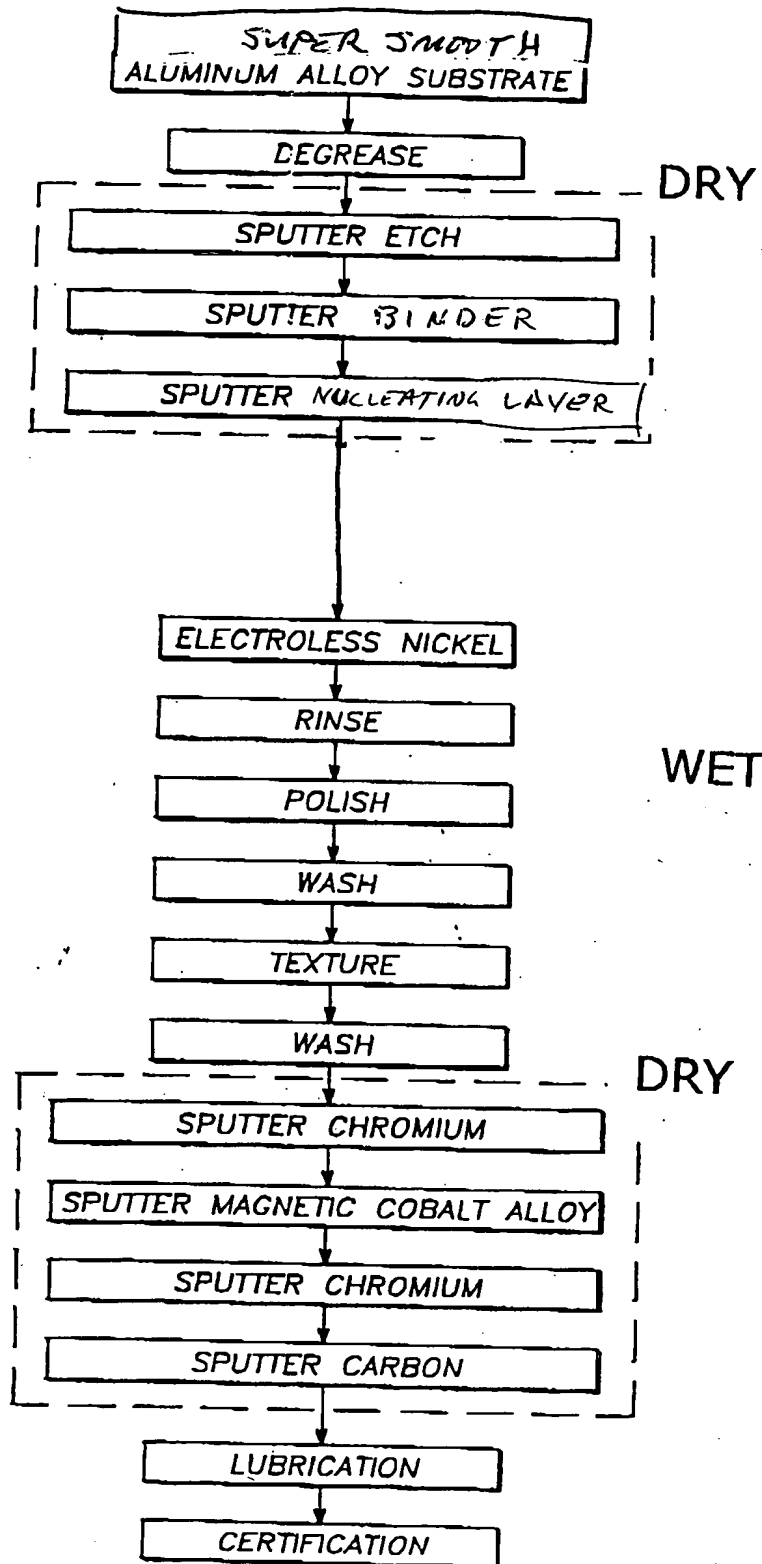 SUPER SMOOTH
ALUMINUM ALLOY SUBSTRATE
DEGREASE
DRY
SPUTTER ETCH
SPUTTER BINDER
SPUTTER NUCLEATING LAYER
ELECTROLESS NICKEL
RINSE
WET
POLISH
WASH
TEXTURE
WASH
DRY
SPUTTER CHROMIUM
SPUTTER MAGNETIC COBALT ALLOY
SPUTTER CHROMIUM
SPUTTER CARBON
LUBRICATION
CERTIFICATION